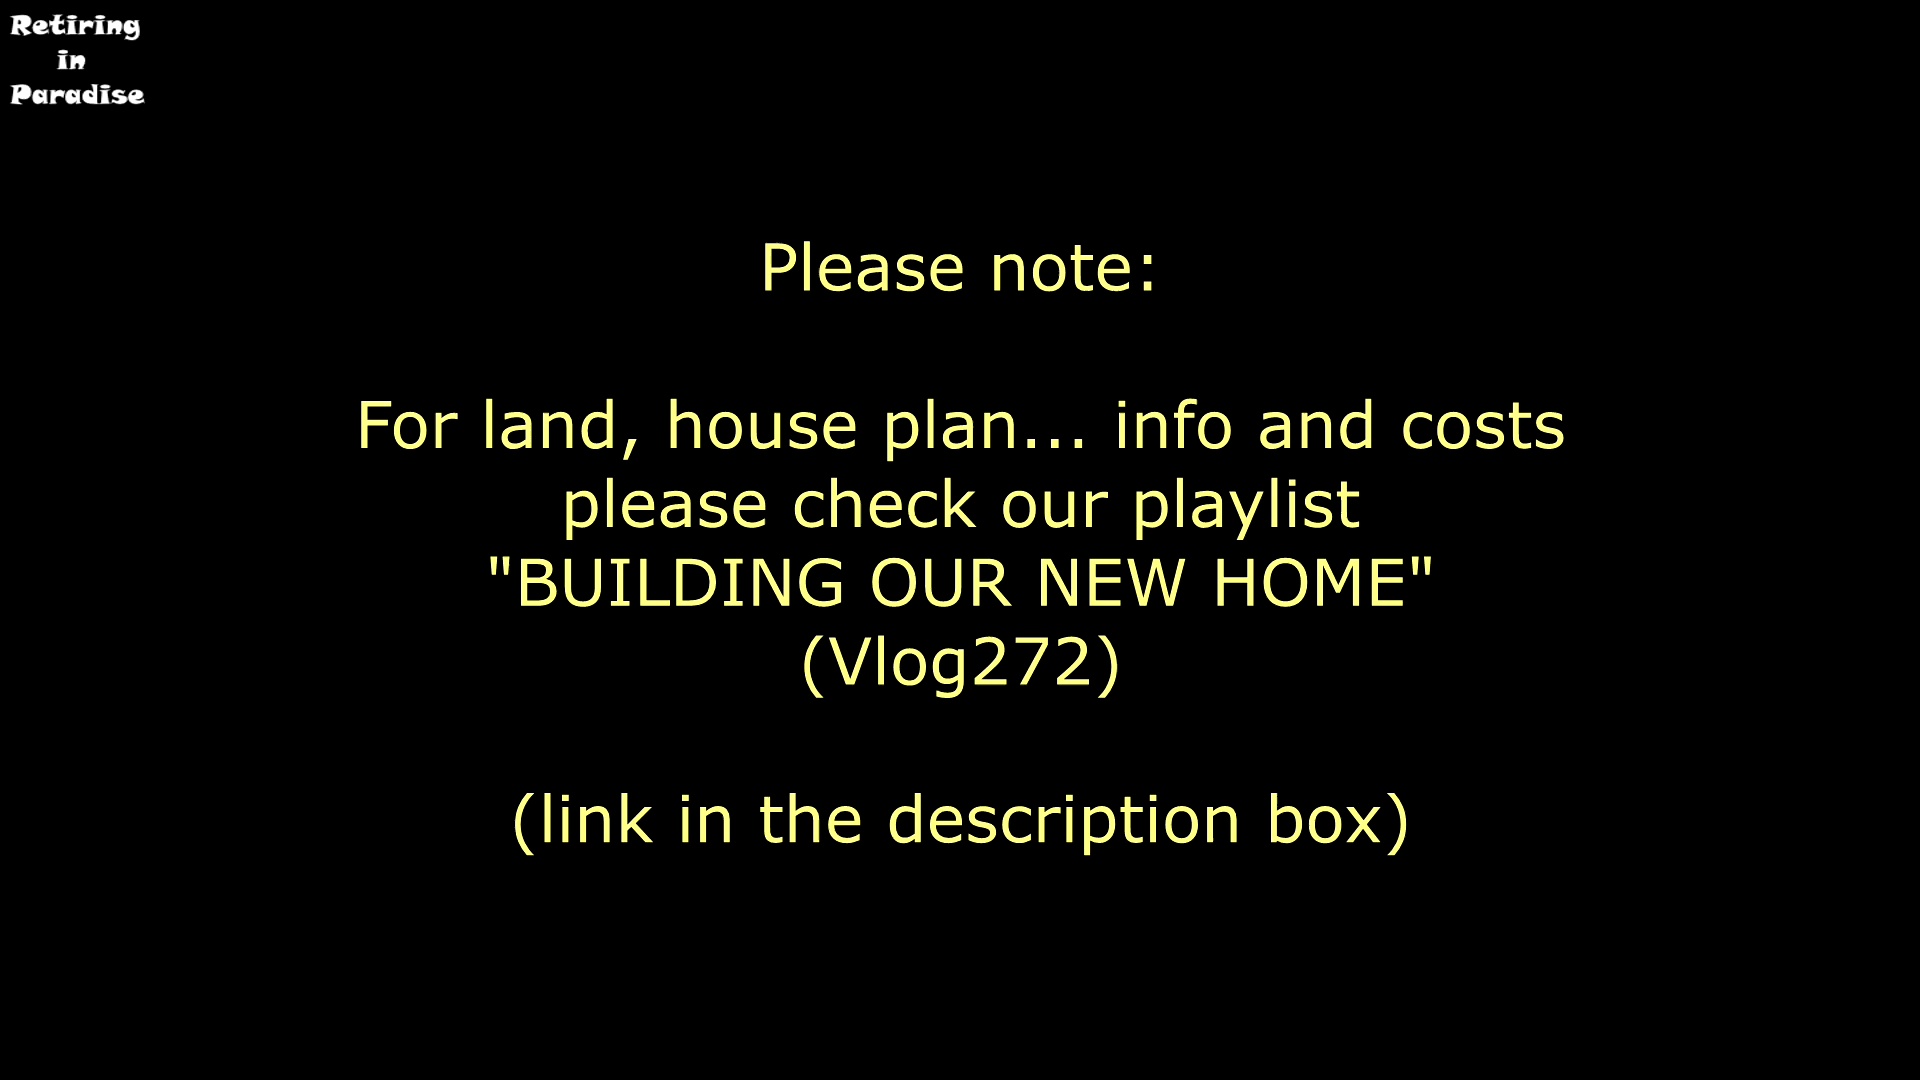 Retiring
in
Paradise
Please note:
For land, house plan... info and costs
please check our playlist
"BUILDING OUR NEW HOME"
(Vlog272)
(link in the description box)